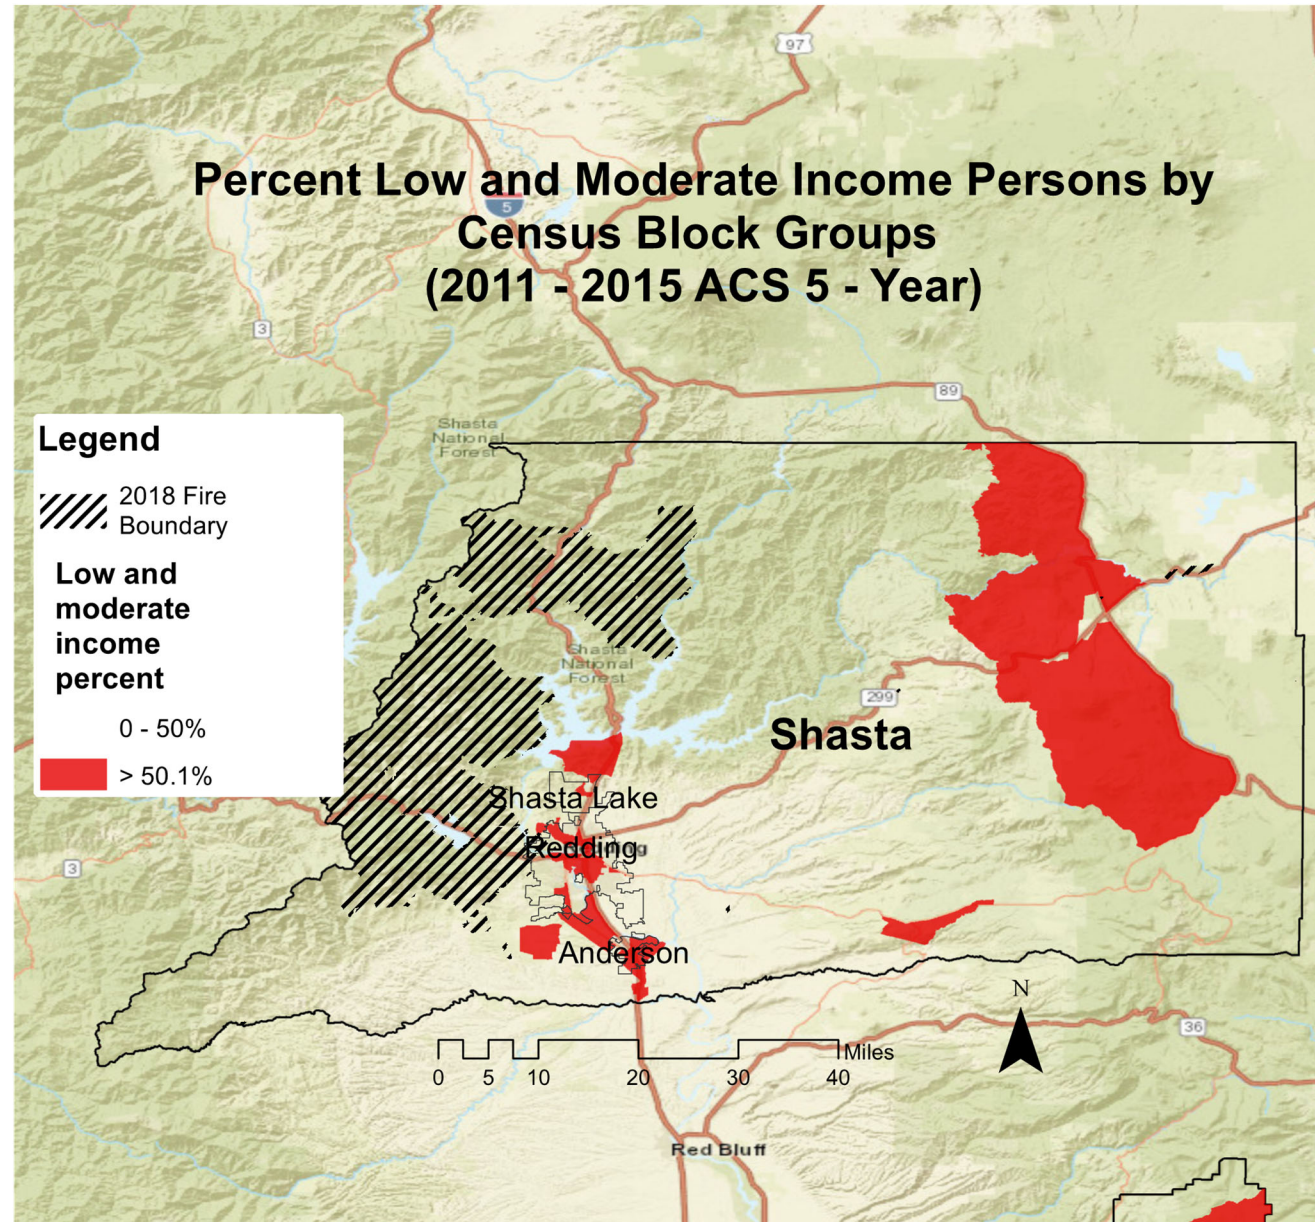 97
Percent Low and Moderate Income Persons by
Census Block Groups
(2011 - 2015 ACS 5 - Year)
5
3
89
Shasta
National
Forest
Legend
2018 Fire
Boundary
Low and
moderate
income
percent
0 - 50%
> 50.1%
Shasta
National
Forest
299
Shasta
Shasta Lake
Redding
3
Anderson
N
36
Miles
0 5 10 20 30 40
Red Bluff